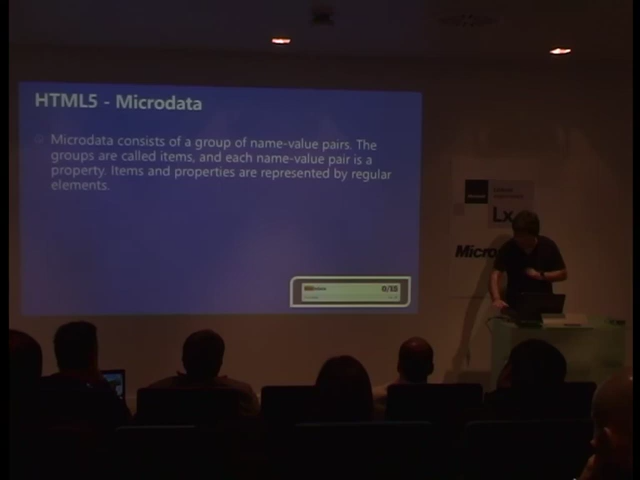 HTML5 - Microdata
Microdata consists of a group of name-value pairs. The
groups are called items, and each name-value pair is a
property. Items and properties are represented by regular
elements.
0/15
Lx
Micro